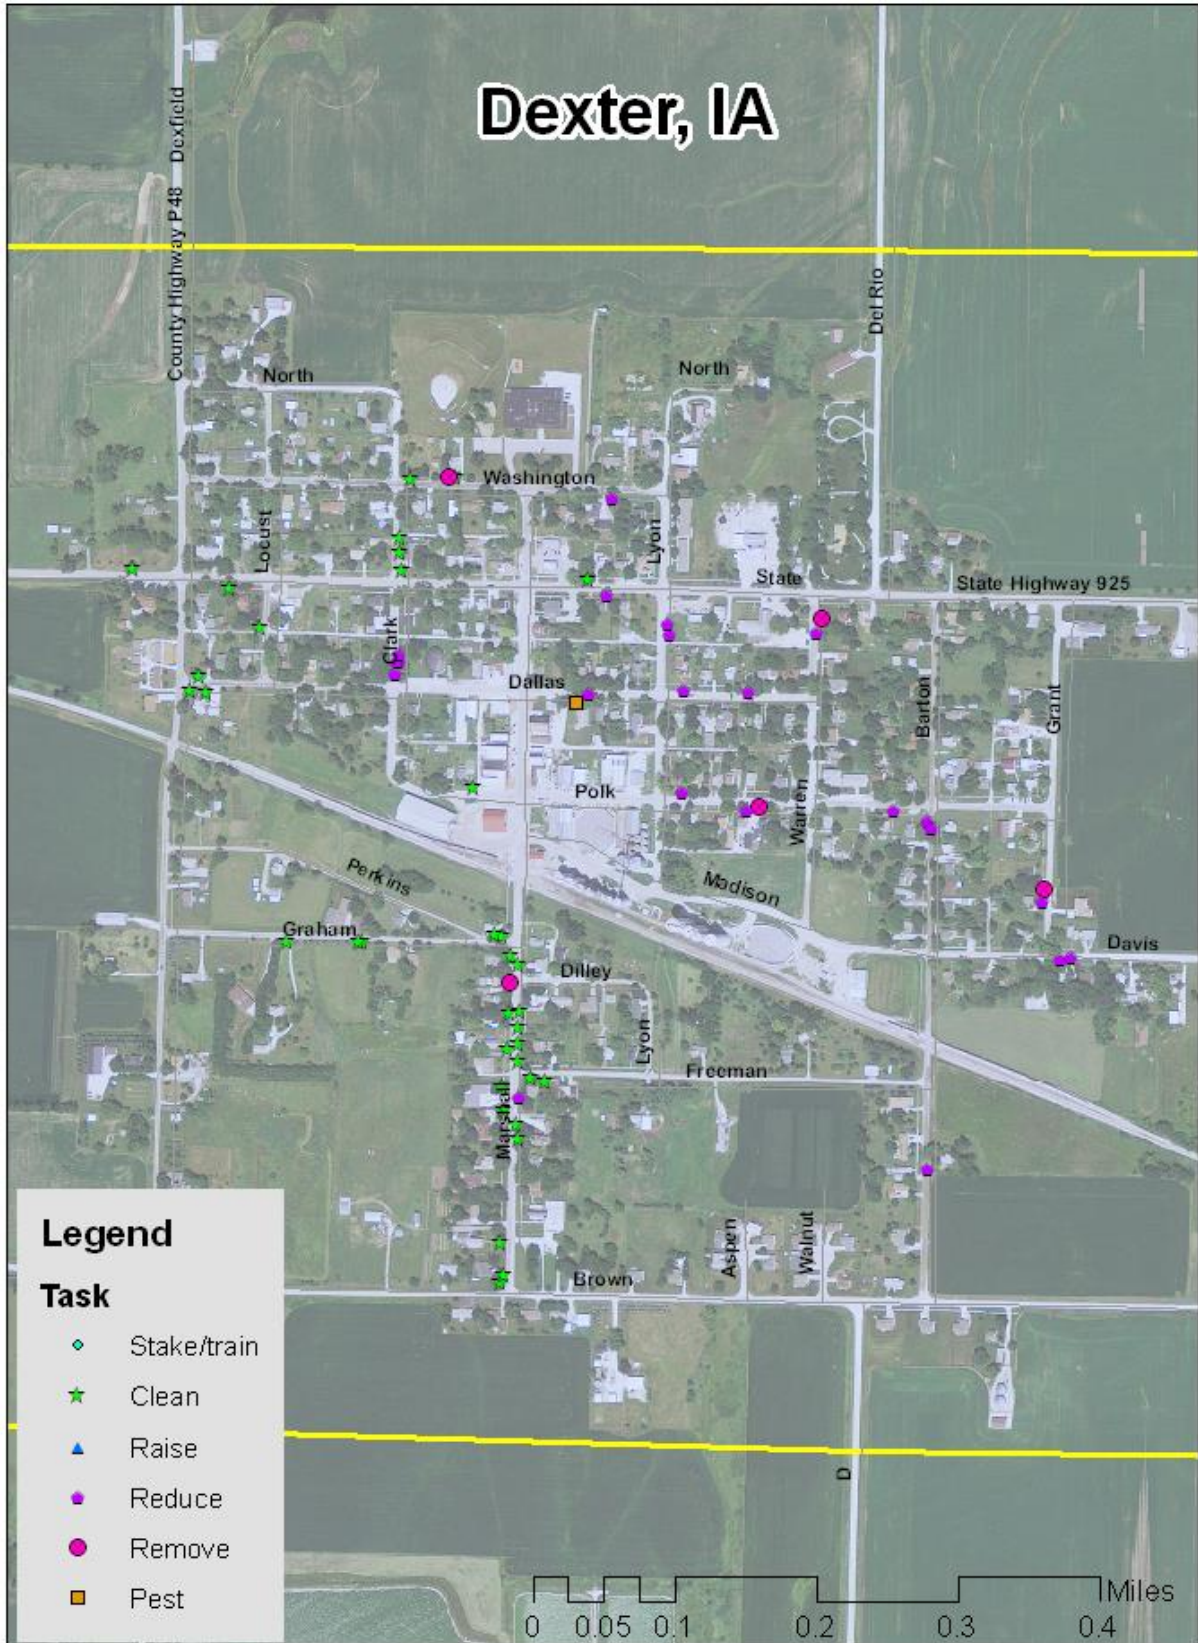 Dexter, IA
County Highway P48
Dexfield
Del Rio
North
North
Washington
Locust
Lyon
State
State Highway 925
Clark
Dallas
Barton
Grant
Polk
Warren
Perkins
Madison
Graham
Davis
Dilley
Lyon
Freeman
Marshall
Aspen
Walnut
Brown
D
Legend
Task
Stake/train
Clean
Raise
Reduce
Remove
Pest
Miles
0 0.05 0.1 0.2 0.3 0.4